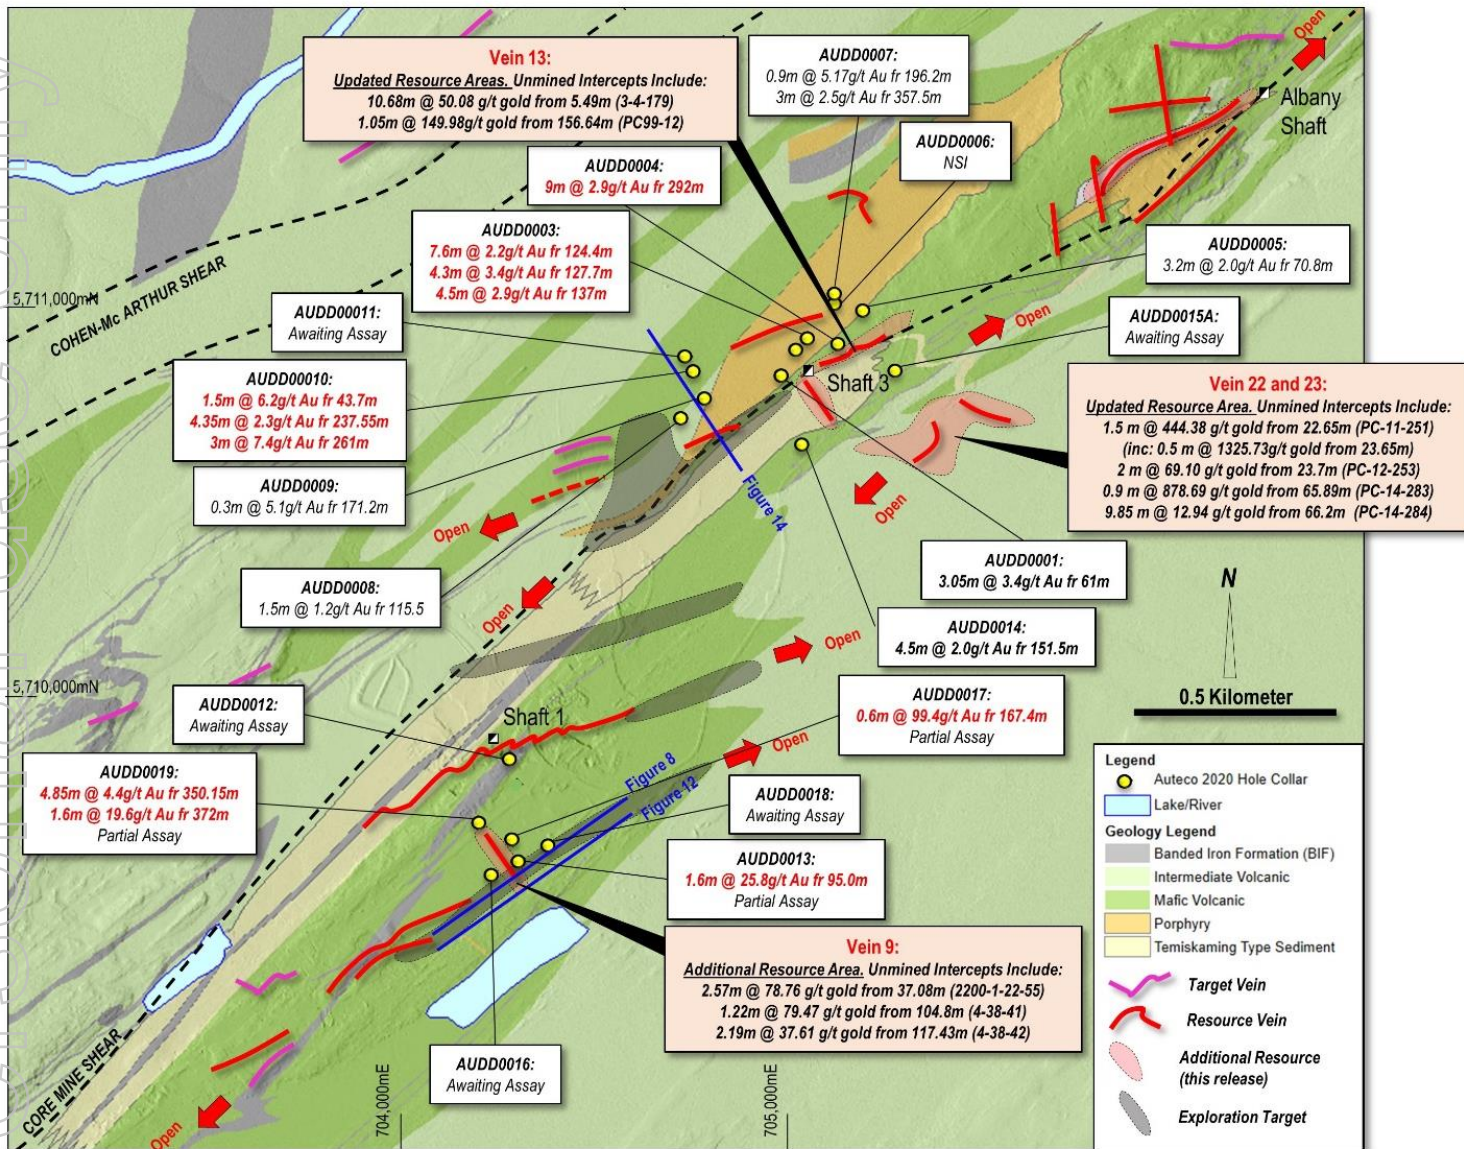 Vein 13:
Updated Resource Areas. Unmined Intercepts Include:
10.68m @ 50.08 g/t gold from 5.49m (3-4-179)
1.05m @ 149.98g/t gold from 156.64m (PC99-12)
AUDD0007:
0.9m @ 5.17g/t Au fr 196.2m
3m @ 2.5g/t Au fr 357.5m
Open
Albany
Shaft
AUDD0006:
NSI
AUDD0004:
9m @ 2.9g/t Au fr 292m
AUDD0003:
7.6m @ 2.2g/t Au fr 124.4m
4.3m @ 3.4g/t Au fr 127.7m
4.5m @ 2.9g/t Au fr 137m
AUDD0005:
3.2m @ 2.0g/t Au fr 70.8m
COHEN-Mc ARTHUR SHEAR
5,711,000mN
AUDD00011:
Awaiting Assay
Open
AUDD0015A:
Awaiting Assay
AUDD00010:
1.5m @ 6.2g/t Au fr 43.7m
4.35m @ 2.3g/t Au fr 237.55m
3m @ 7.4g/t Au fr 261m
Shaft 3
Vein 22 and 23:
Updated Resource Area. Unmined Intercepts Include:
1.5 m @ 444.38 g/t gold from 22.65m (PC-11-251)
(inc: 0.5 m @ 1325.73g/t gold from 23.65m)
2 m @ 69.10 g/t gold from 23.7m (PC-12-253)
0.9 m @ 878.69 g/t gold from 65.89m (PC-14-283)
9.85 m @ 12.94 g/t gold from 66.2m (PC-14-284)
AUDD0009:
0.3m @ 5.1g/t Au fr 171.2m
Figure 14
Open
Open
AUDD0008:
1.5m @ 1.2g/t Au fr 115.5
Open
AUDD0001:
3.05m @ 3.4g/t Au fr 61m
N
AUDD0014:
4.5m @ 2.0g/t Au fr 151.5m
Open
5,710,000mN
0.5 Kilometer
AUDD0012:
Awaiting Assay
Shaft 1
AUDD0017:
0.6m @ 99.4g/t Au fr 167.4m
Partial Assay
Open
AUDD0019:
4.85m @ 4.4g/t Au fr 350.15m
1.6m @ 19.6g/t Au fr 372m
Partial Assay
Figure 8
Figure 12
AUDD0018:
Awaiting Assay
AUDD0013:
1.6m @ 25.8g/t Au fr 95.0m
Partial Assay
Vein 9:
Additional Resource Area. Unmined Intercepts Include:
2.57m @ 78.76 g/t gold from 37.08m (2200-1-22-55)
1.22m @ 79.47 g/t gold from 104.8m (4-38-41)
2.19m @ 37.61 g/t gold from 117.43m (4-38-42)
AUDD0016:
Awaiting Assay
CORE MINE SHEAR
Open
704,000mE
705,000mE
Legend
Auteco 2020 Hole Collar
Lake/River
Geology Legend
Banded Iron Formation (BIF)
Intermediate Volcanic
Mafic Volcanic
Porphyry
Temiskaming Type Sediment
Target Vein
Resource Vein
Additional Resource
(this release)
Exploration Target